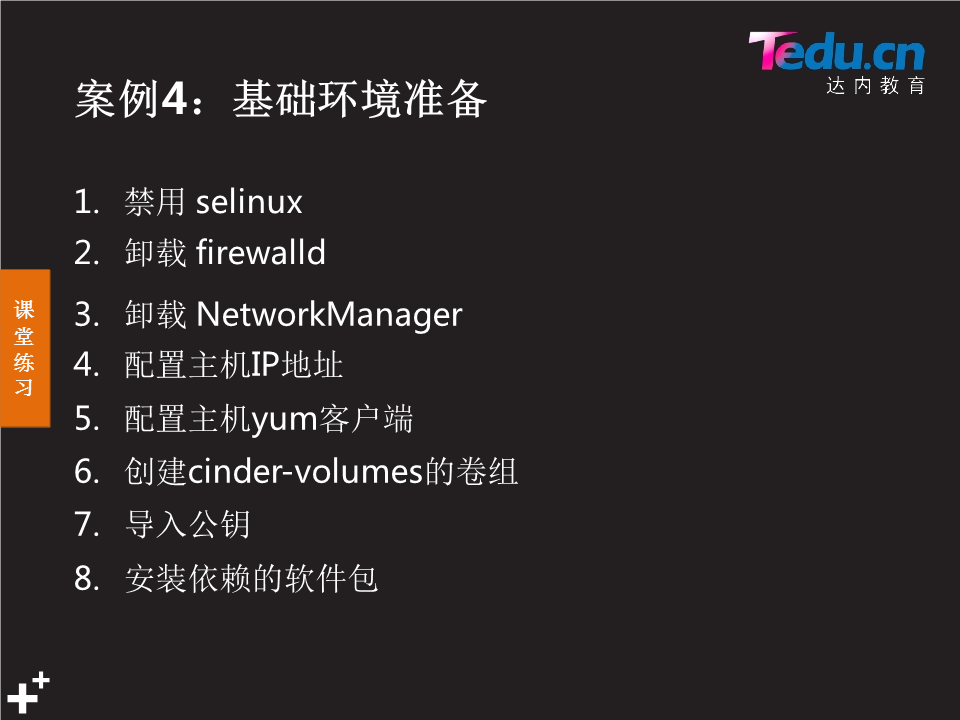 Tedu.cn
达内教育
案例4：基础环境准备
1. 禁用 selinux
2. 卸载 firewalld
3. 卸载 NetworkManager
4. 配置主机IP地址
5. 配置主机yum客户端
6. 创建cinder-volumes的卷组
7. 导入公钥
8. 安装依赖的软件包
课
堂
练
习